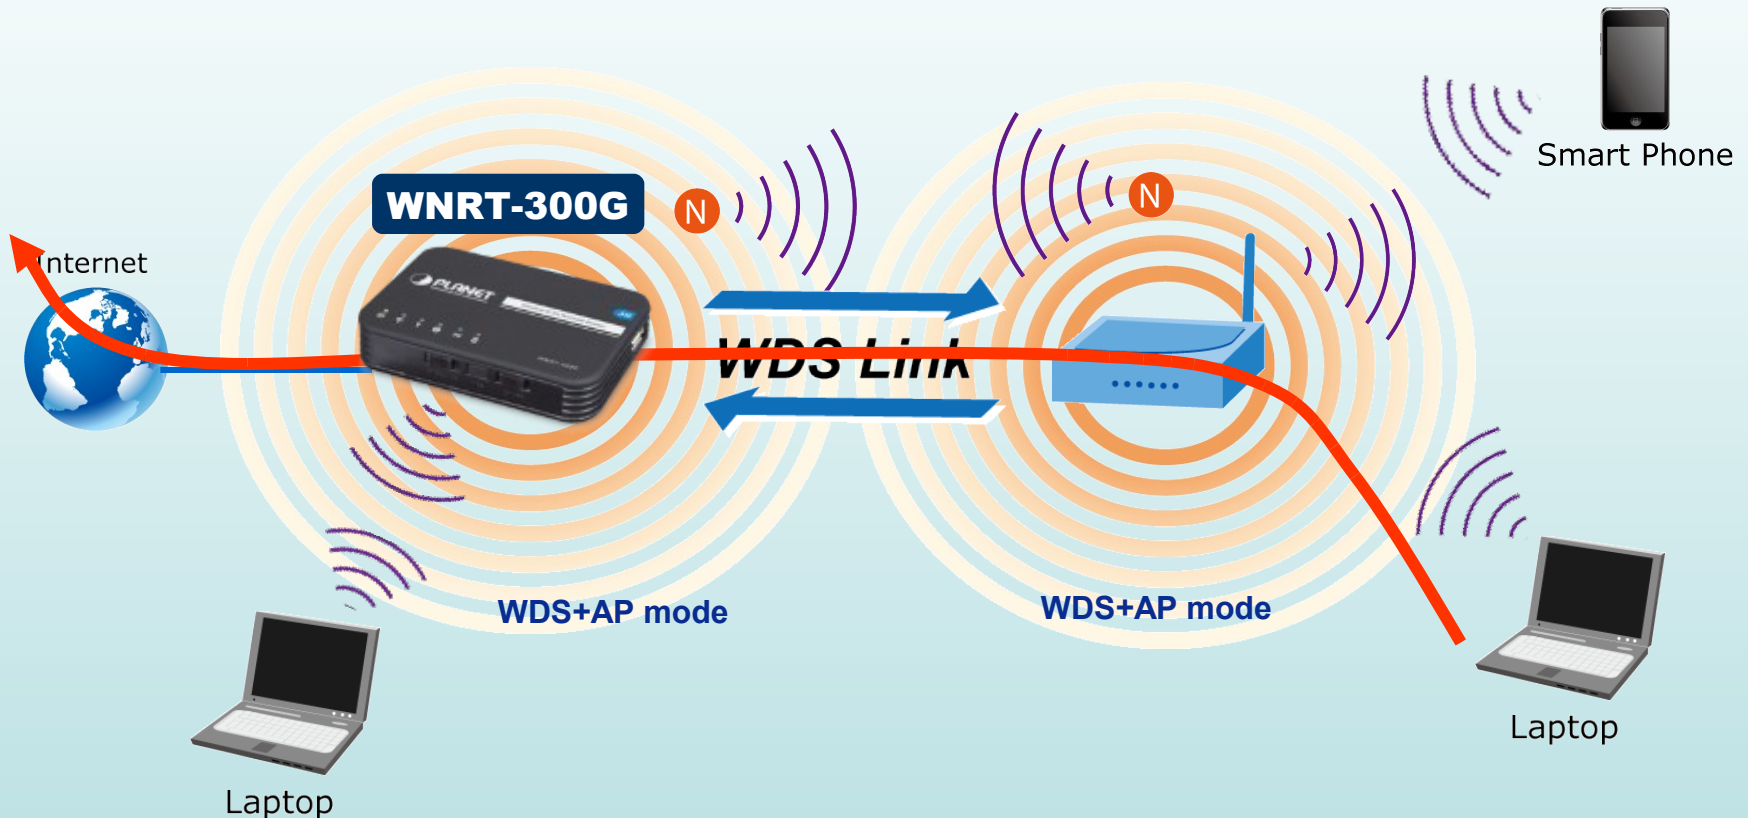 Smart Phone
WNRT-300G
N
N
Internet
PLANET
WDS Link
WDS+AP mode
WDS+AP mode
Laptop
Laptop